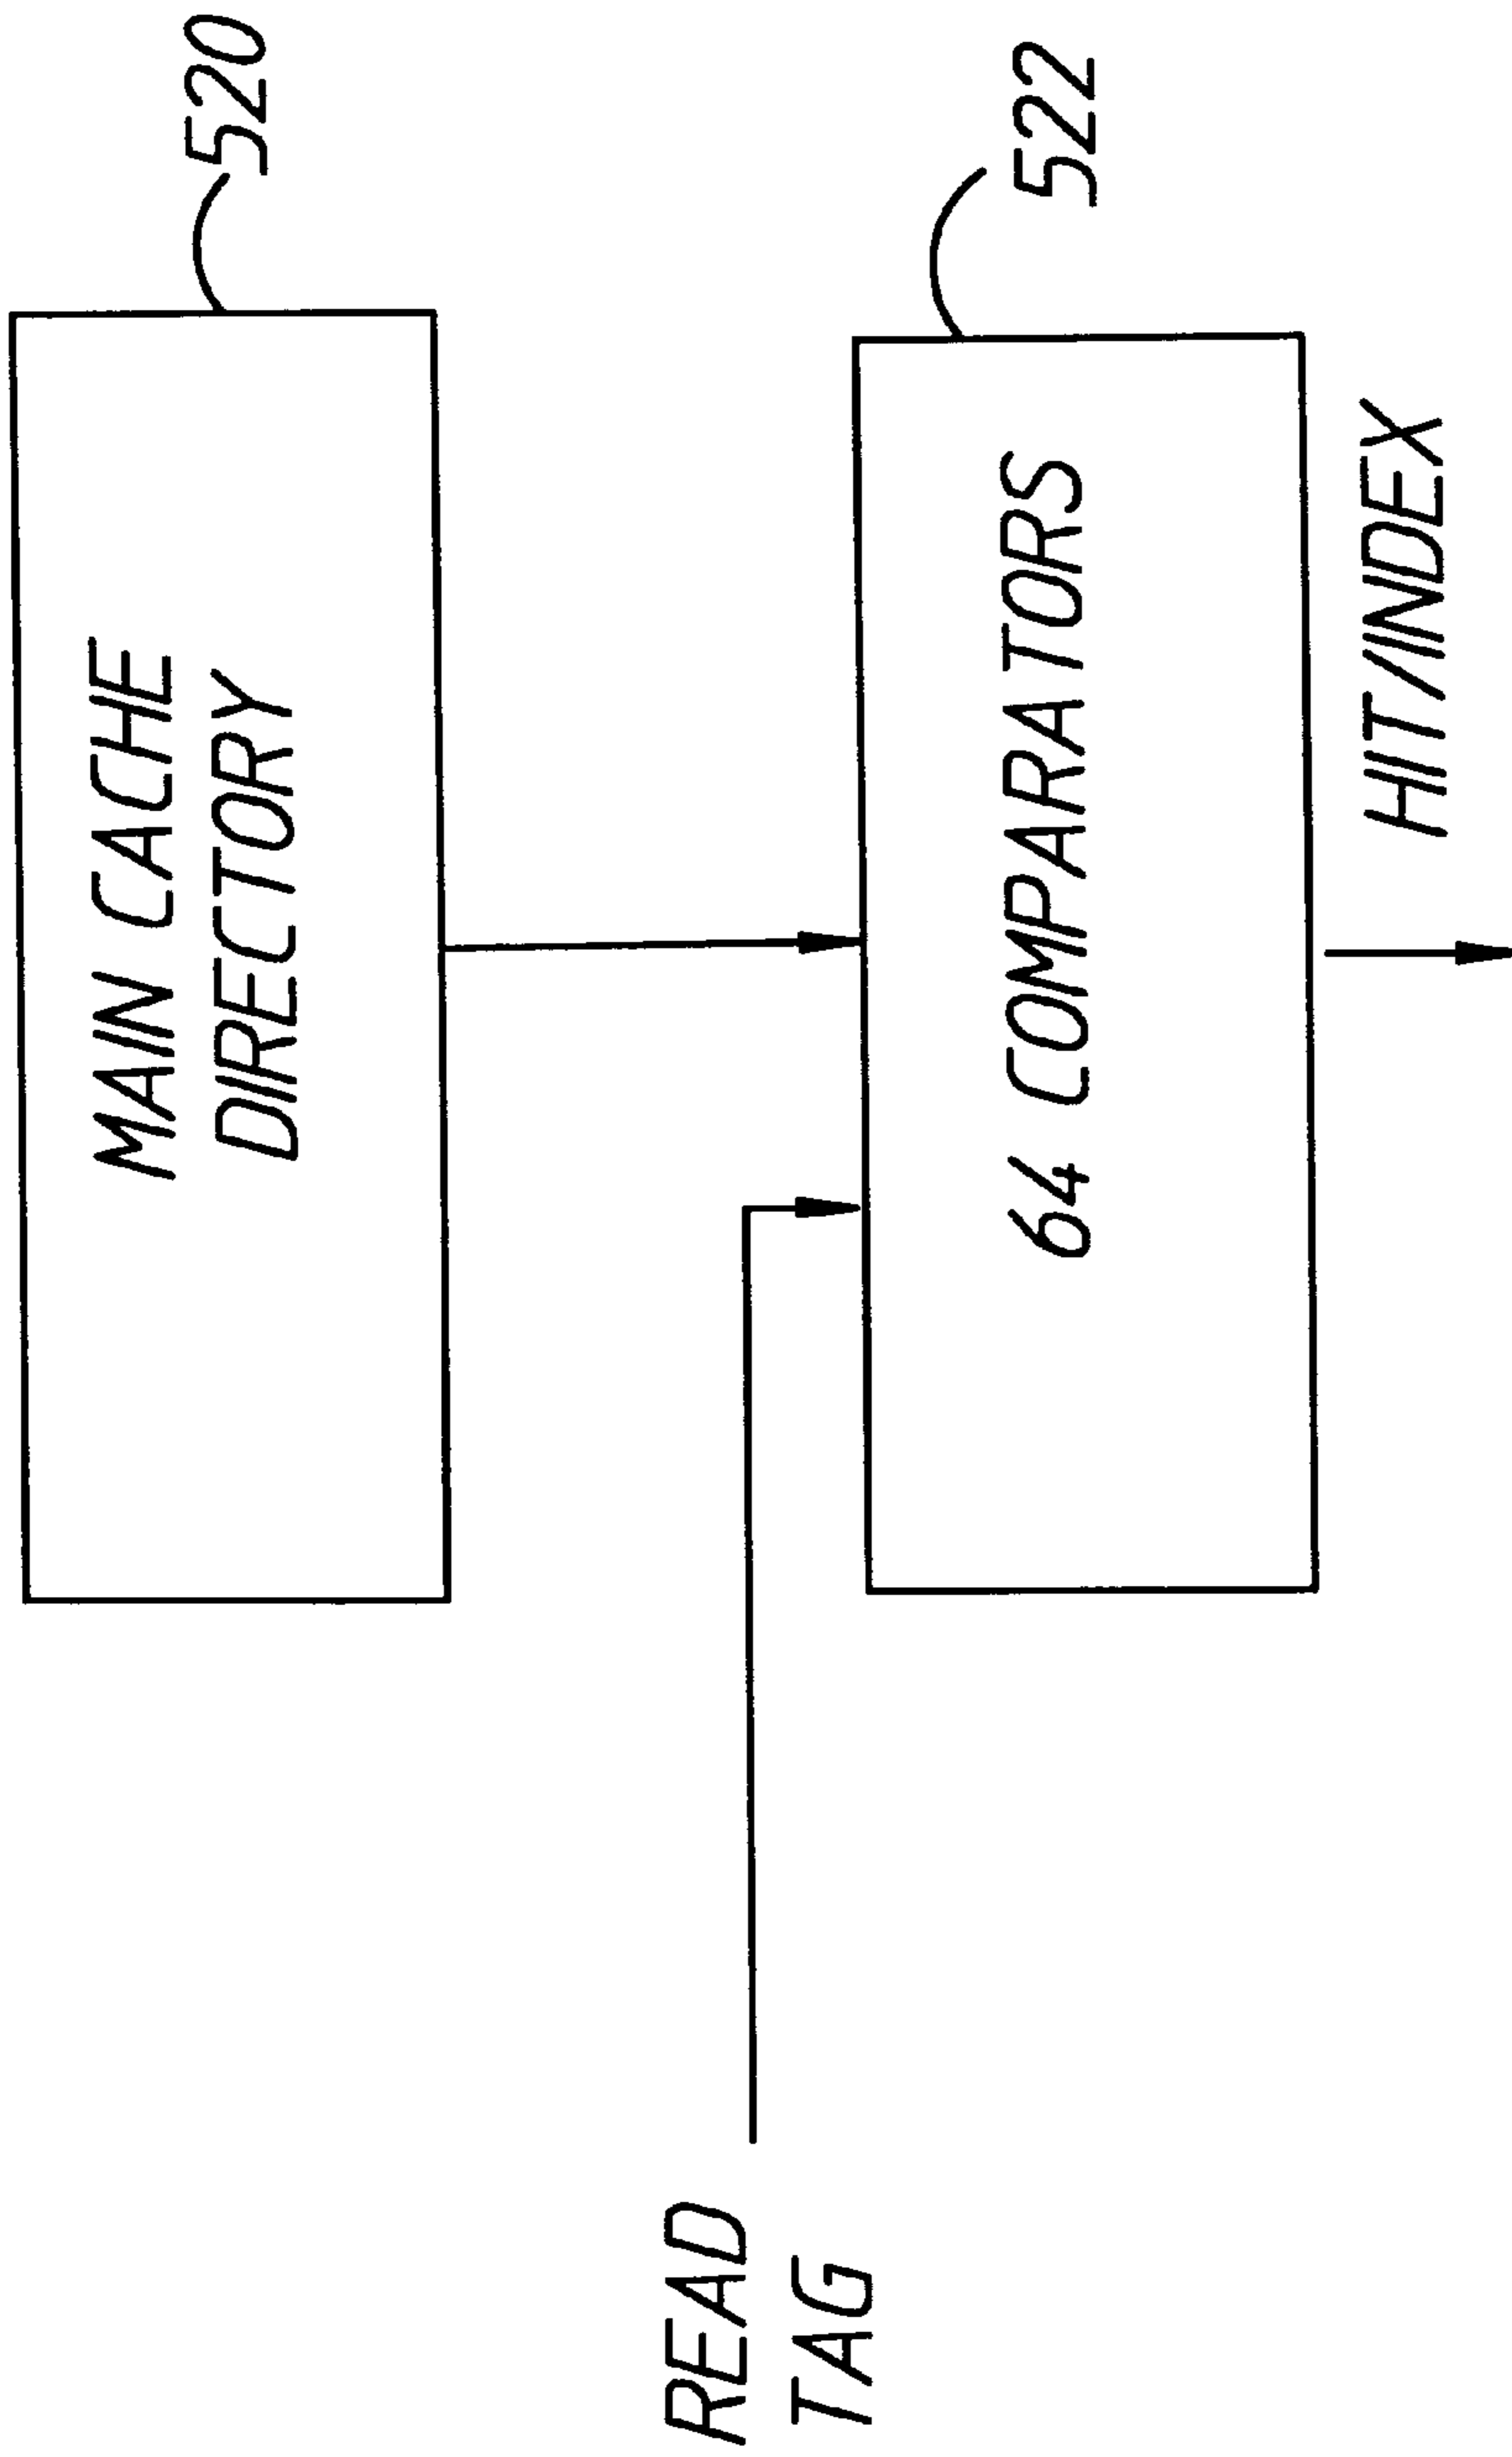 MAIN CACHE
DIRECTORY
520
READ
TAG
64 COMPARATORS
522
HIT/INDEX